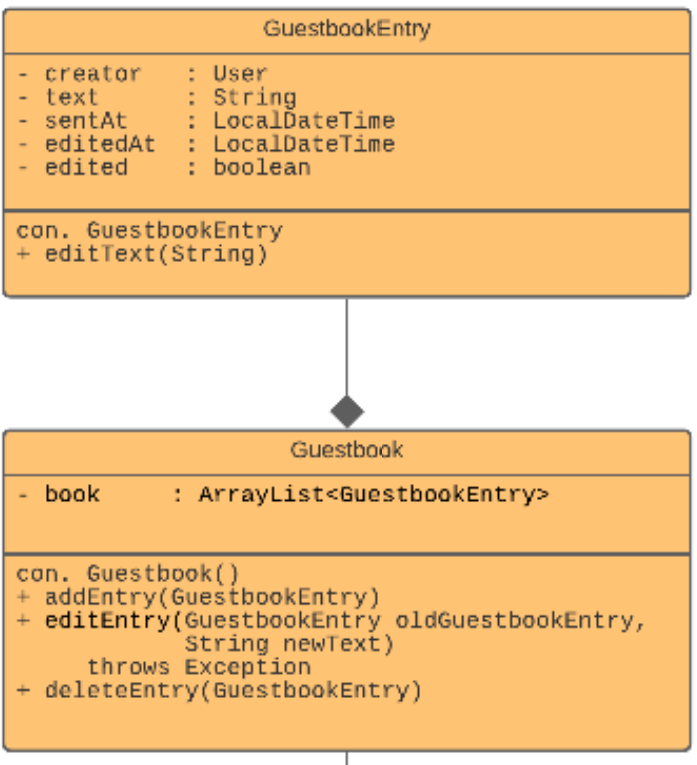 GuestbookEntry
- creator : User
- text : String
- sentAt : LocalDateTime
- editedAt : LocalDateTime
- edited : boolean
con. GuestbookEntry
+ editText(String)
Guestbook
- book : ArrayList<GuestbookEntry>
con. Guestbook()
+ addEntry(GuestbookEntry)
+ editEntry(GuestbookEntry oldGuestbookEntry,
String newText)
throws Exception
+ deleteEntry(GuestbookEntry)